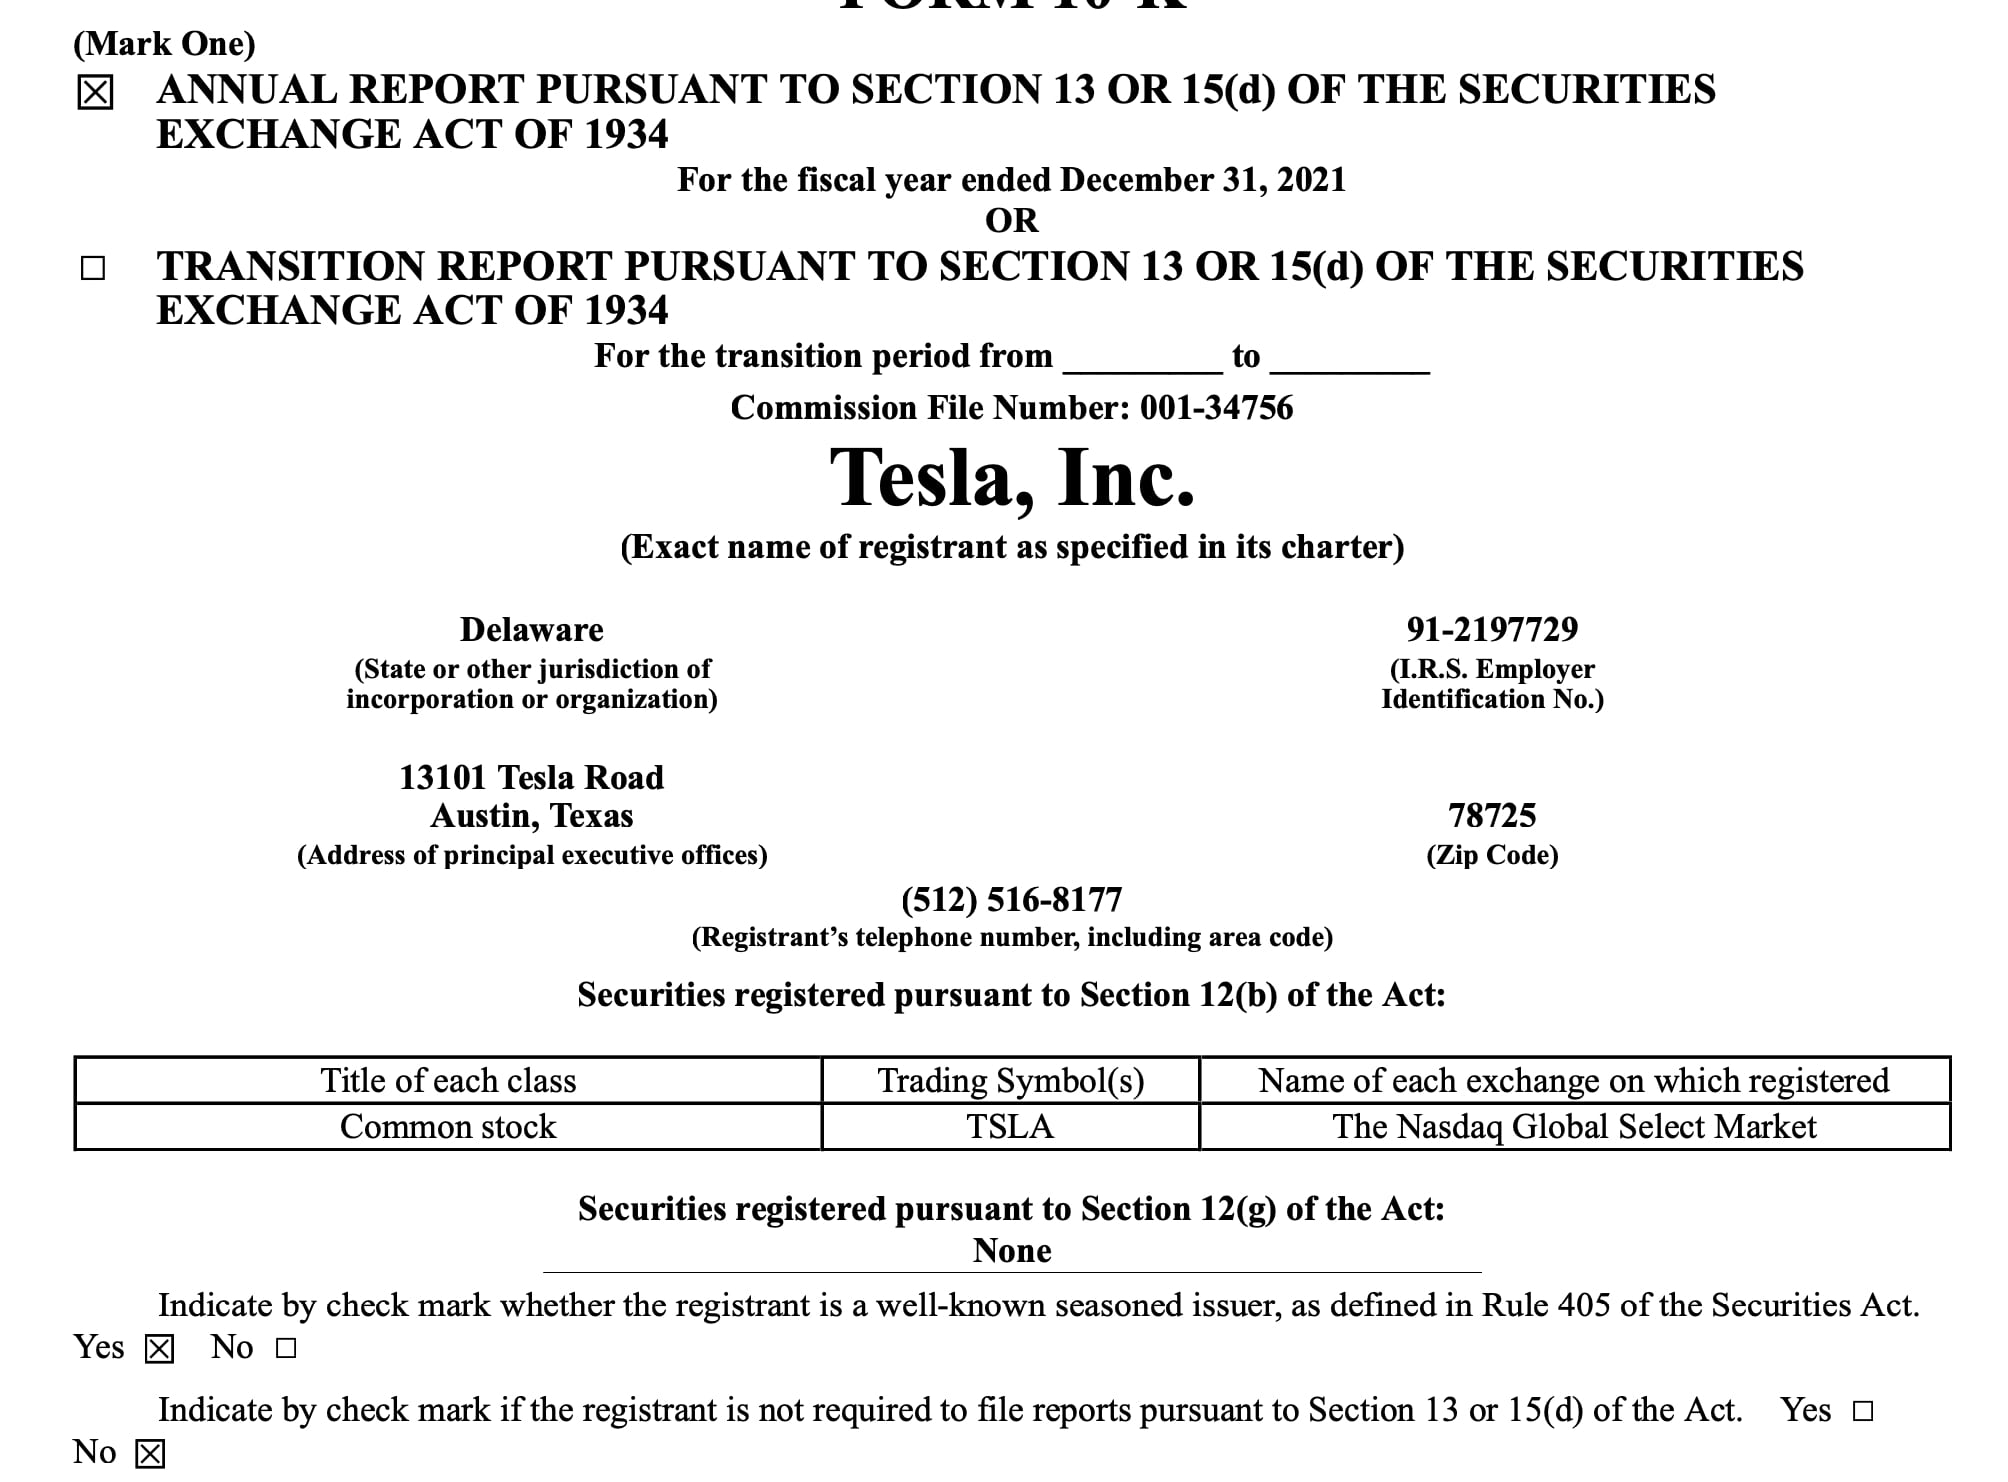 FORM 10-K
(Mark One)
☒ ANNUAL REPORT PURSUANT TO SECTION 13 OR 15(d) OF THE SECURITIES
EXCHANGE ACT OF 1934
For the fiscal year ended December 31, 2021
OR
☐ TRANSITION REPORT PURSUANT TO SECTION 13 OR 15(d) OF THE SECURITIES
EXCHANGE ACT OF 1934
For the transition period from _________ to _________
Commission File Number: 001-34756
Tesla, Inc.
(Exact name of registrant as specified in its charter)
Delaware 91-2197729
(State or other jurisdiction of (I.R.S. Employer
incorporation or organization) Identification No.)
13101 Tesla Road
Austin, Texas 78725
(Address of principal executive offices) (Zip Code)
(512) 516-8177
(Registrant’s telephone number, including area code)
Securities registered pursuant to Section 12(b) of the Act:
Title of each class Trading Symbol(s) Name of each exchange on which registered
Common stock TSLA The Nasdaq Global Select Market
Securities registered pursuant to Section 12(g) of the Act:
None
Indicate by check mark whether the registrant is a well-known seasoned issuer, as defined in Rule 405 of the Securities Act.
Yes ☒ No ☐
Indicate by check mark if the registrant is not required to file reports pursuant to Section 13 or 15(d) of the Act. Yes ☐
No ☒